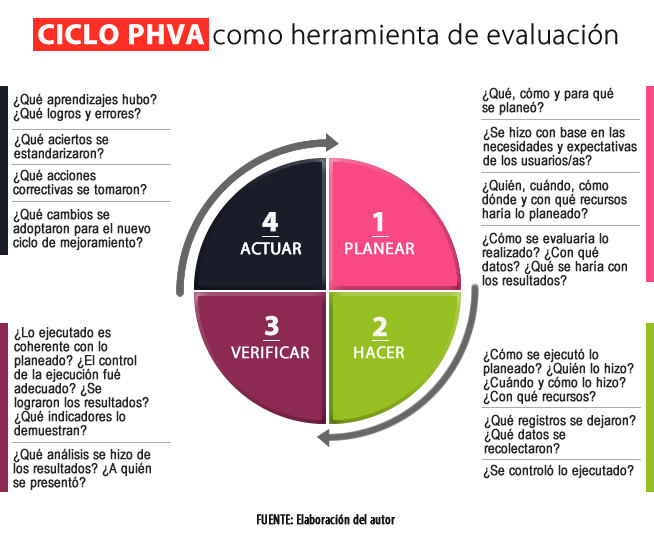 CICLO PHVA como herramienta de evaluación
¿Qué aprendizajes hubo?
¿Qué logros y errores?
¿Qué aciertos se
estandarizaron?
¿Qué acciones
correctivas se tomaron?
¿Qué cambios se
adoptaron para el nuevo
ciclo de mejoramiento?
¿Qué, cómo y para qué
se planeó?
¿Se hizo con base en las
necesidades y expectativas
de los usuarios/as?
¿Quién, cuándo, cómo
dónde y con qué recursos
haría lo planeado?
¿Cómo se evaluaría lo
realizado? ¿Con qué
datos? ¿Qué se haría con
los resultados?
4
ACTUAR
1
PLANEAR
3
VERIFICAR
2
HACER
¿Lo ejecutado es
coherente con lo
planeado? ¿El control
de la ejecución fué
adecuado? ¿Se
lograron los resultados?
¿Qué indicadores lo
demuestran?
¿Qué análisis se hizo de
los resultados? ¿A quién
se presentó?
¿Cómo se ejecutó lo
planeado? ¿Quién lo hizo?
¿Cuándo y cómo lo hizo?
¿Con qué recursos?
¿Qué registros se dejaron?
¿Qué datos se
recolectaron?
¿Se controló lo ejecutado?
FUENTE: Elaboración del autor